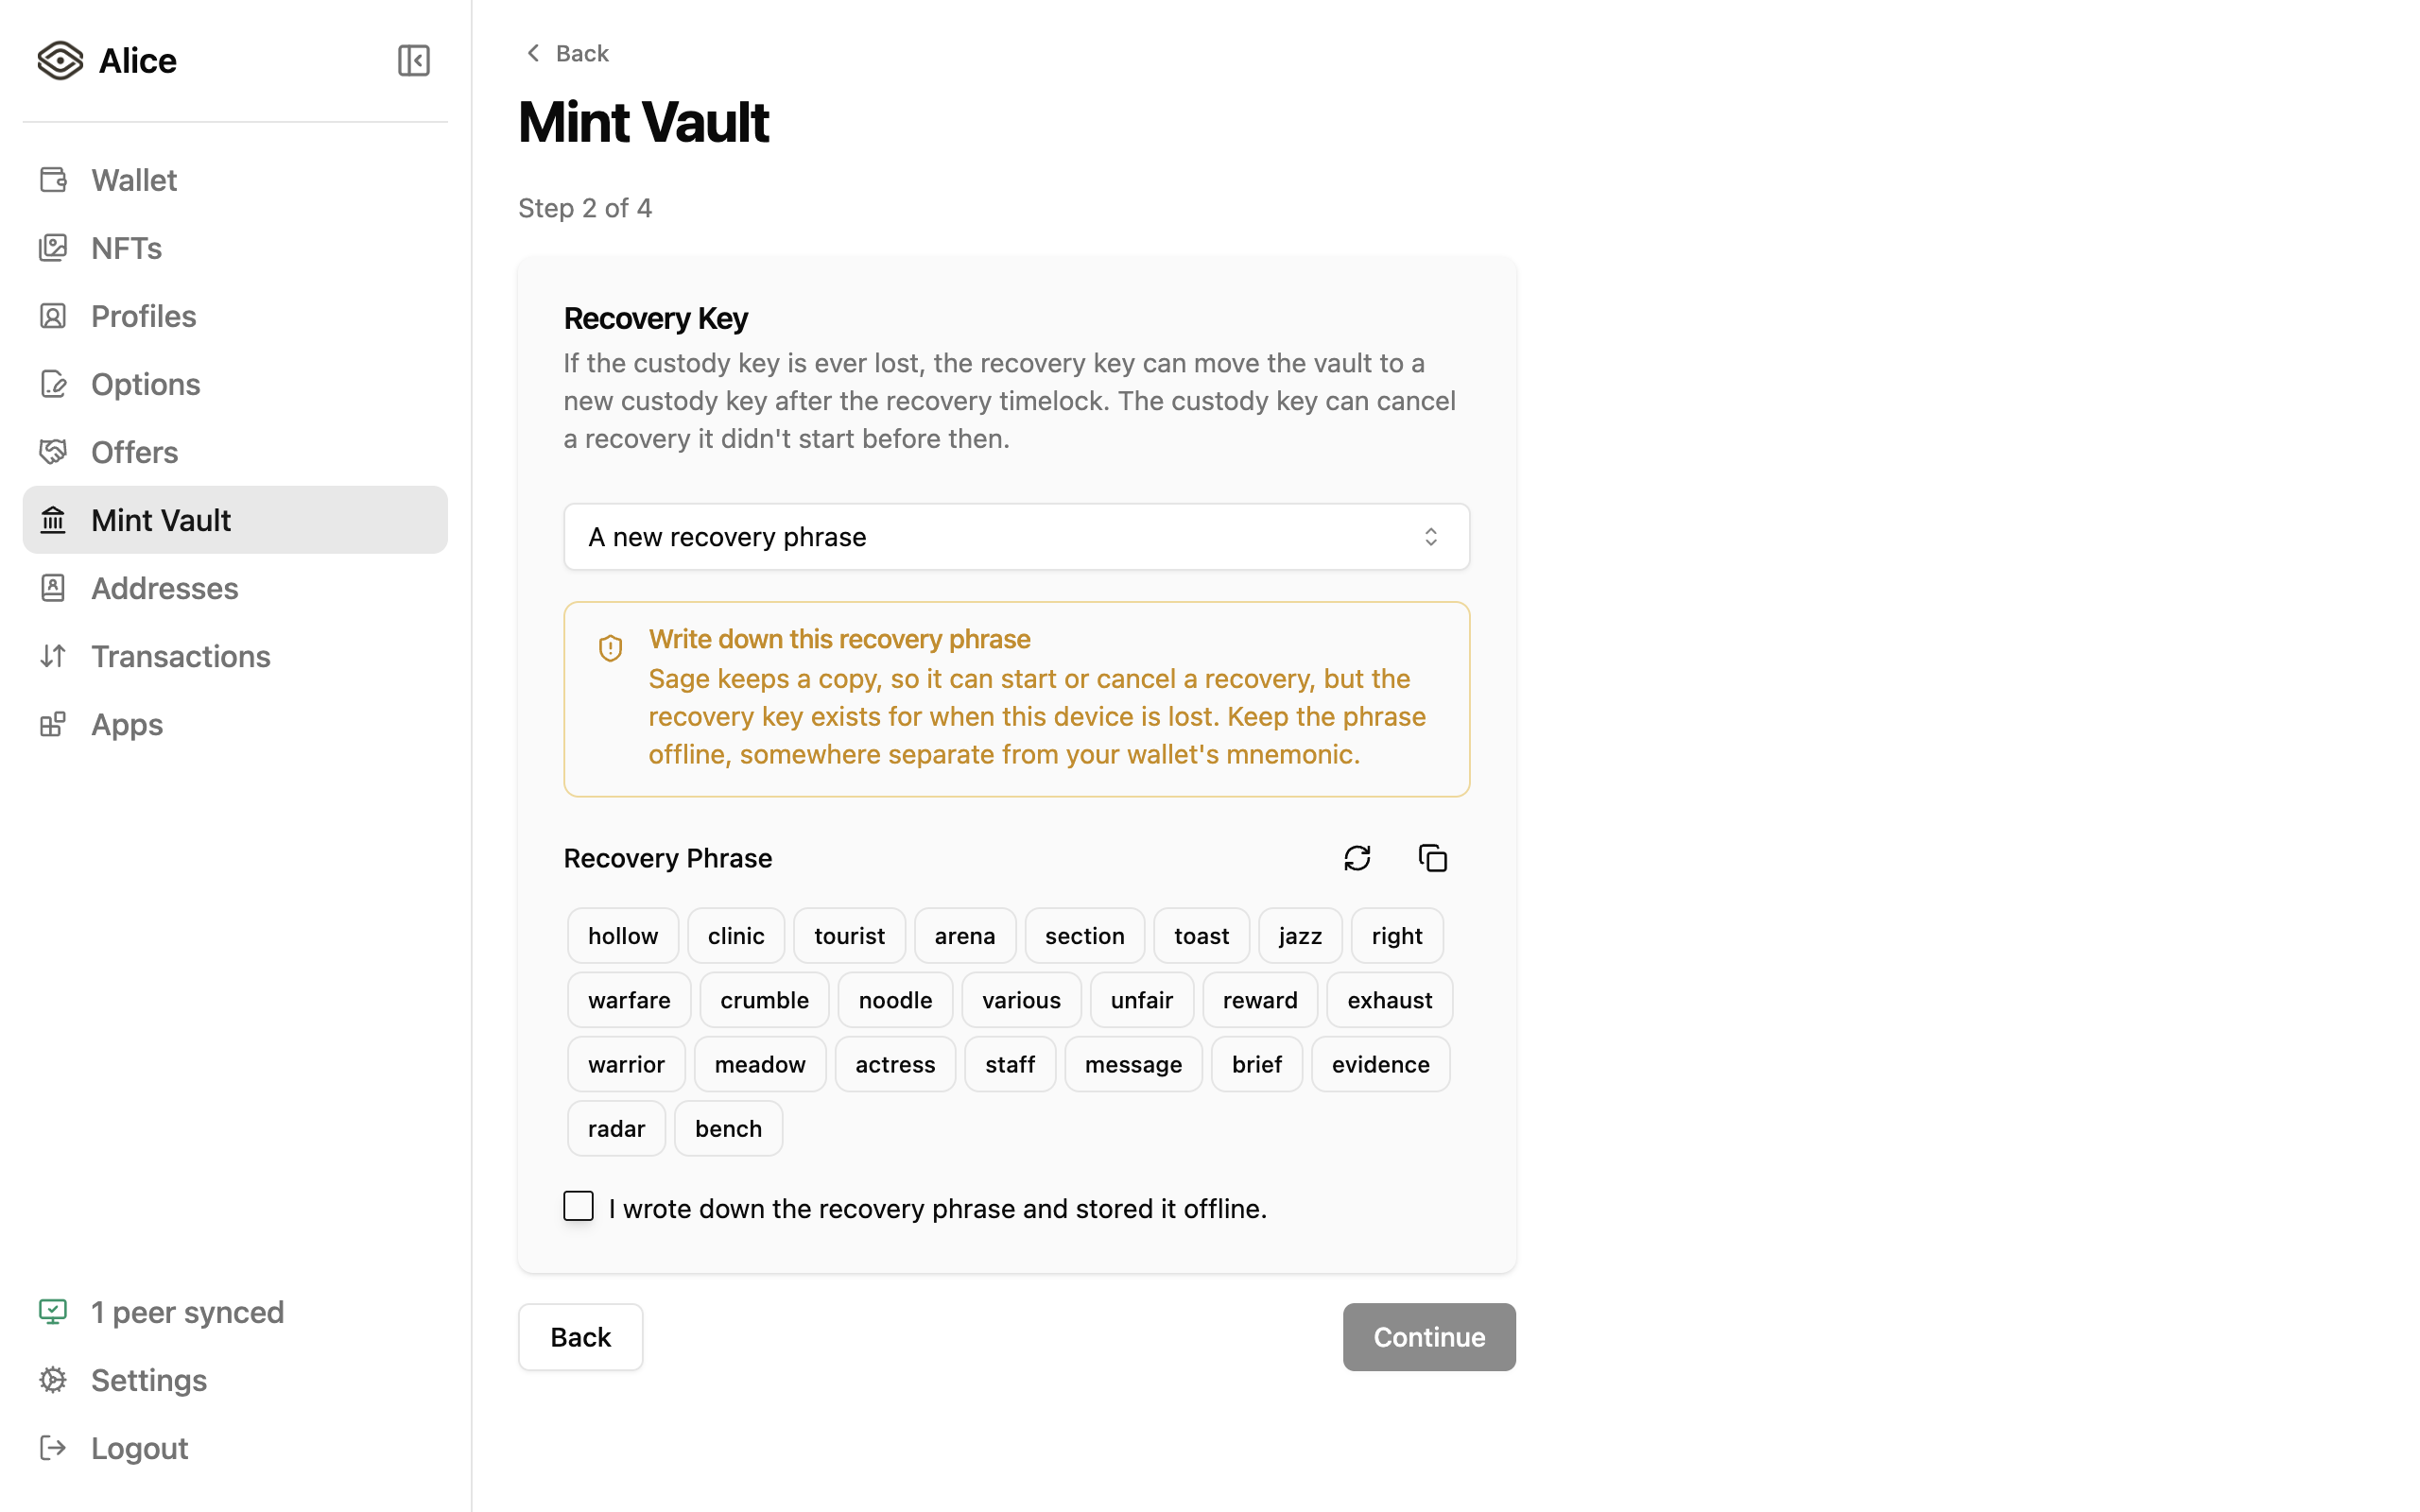 Alice
Wallet
NFTs
Profiles
Options
Offers
Mint Vault
Addresses
Transactions
Apps
1 peer synced
Settings
Logout
Back
Mint Vault
Step 2 of 4
Recovery Key
If the custody key is ever lost, the recovery key can move the vault to a
new custody key after the recovery timelock. The custody key can cancel
a recovery it didn't start before then.
A new recovery phrase
Write down this recovery phrase
Sage keeps a copy, so it can start or cancel a recovery, but the
recovery key exists for when this device is lost. Keep the phrase
offline, somewhere separate from your wallet's mnemonic.
Recovery Phrase
hollow clinic tourist arena section toast jazz right
warfare crumble noodle various unfair reward exhaust
warrior meadow actress staff message brief evidence
radar bench
I wrote down the recovery phrase and stored it offline.
Back Continue